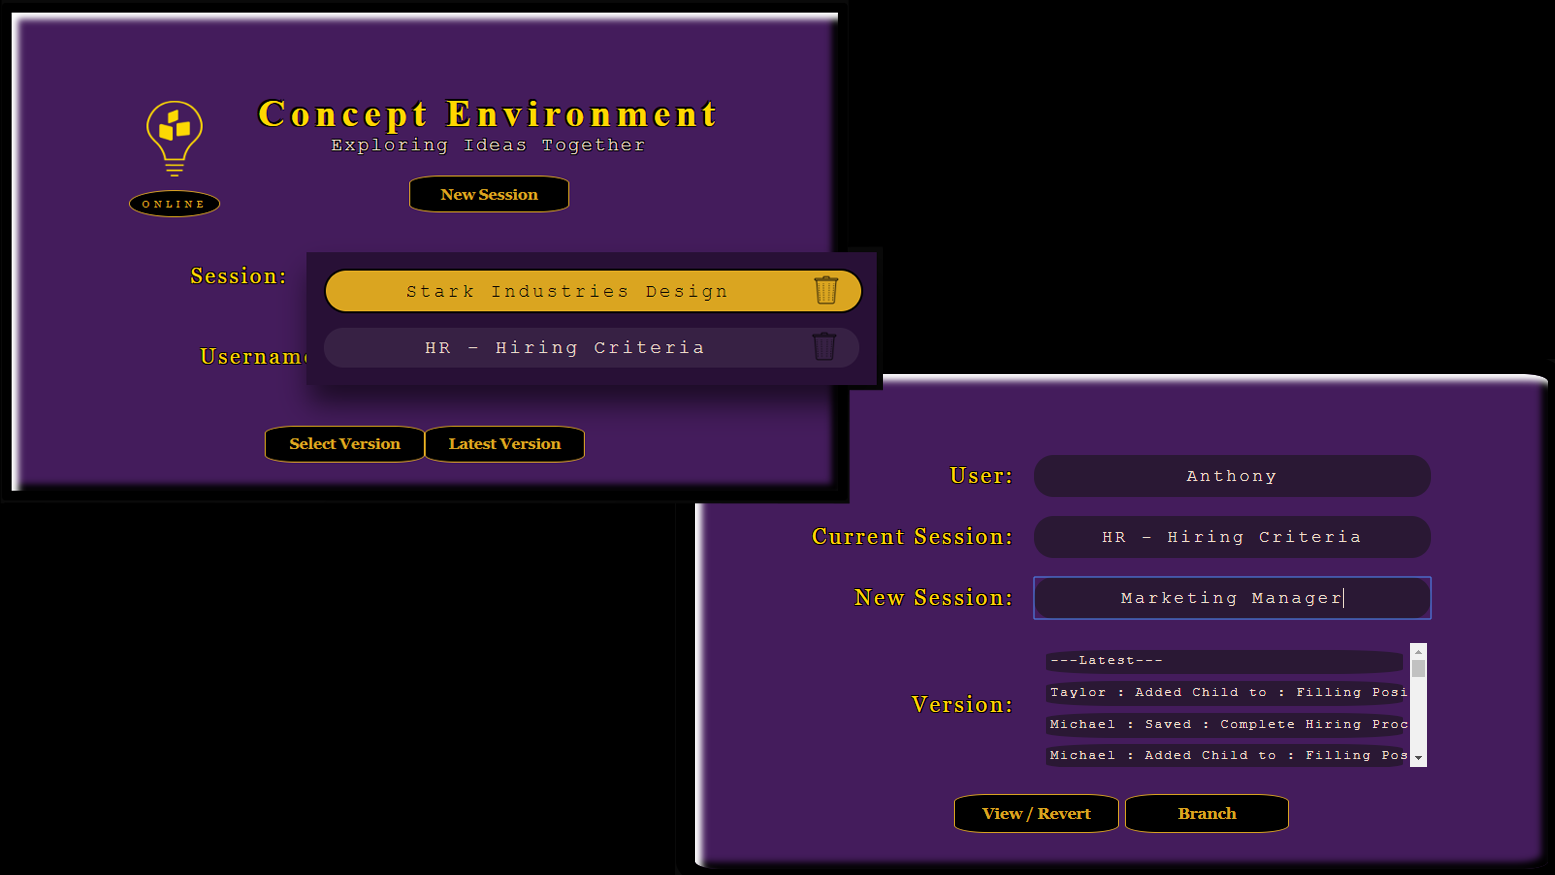 Concept Environment
Exploring Ideas Together
ONLINE
New Session
Session:
Stark Industries Design
HR - Hiring Criteria
Username
Select Version
Latest Version
User:
Anthony
Current Session:
HR - Hiring Criteria
New Session:
Marketing Manager
Version:
---Latest---
Taylor : Added Child to : Filling Posi
Michael : Saved : Complete Hiring Proc
Michael : Added Child to : Filling Pos
View / Revert
Branch